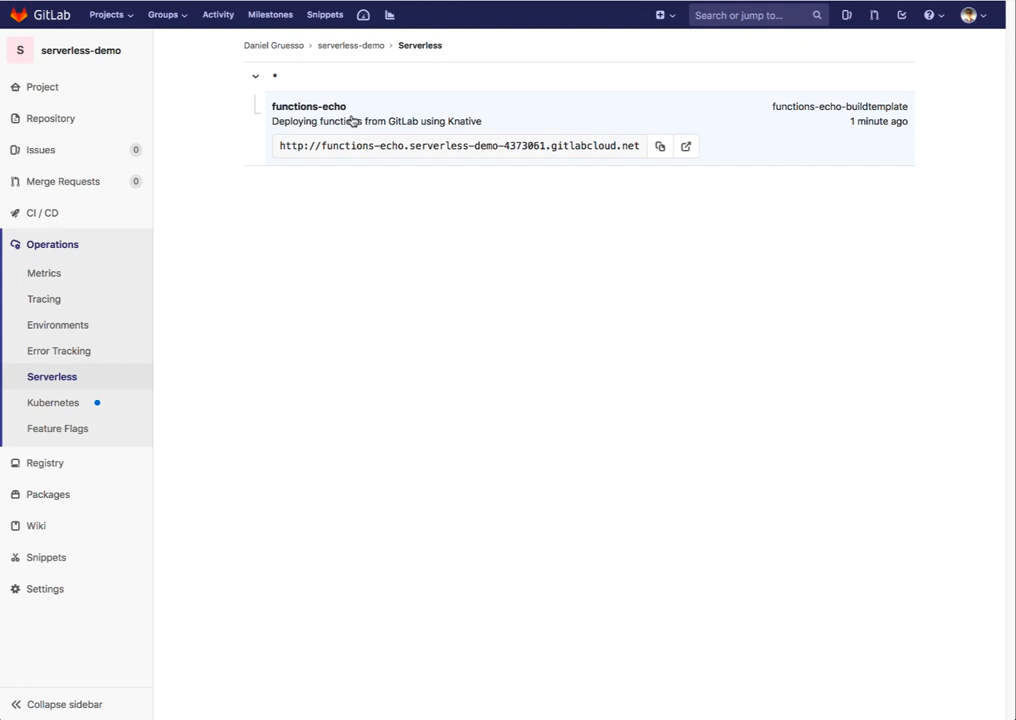 GitLab Projects Groups Activity Milestones Snippets Search or jump to...
S serverless-demo
Project
Repository
Issues 0
Merge Requests 0
CI / CD
Operations
Metrics
Tracing
Environments
Error Tracking
Serverless
Kubernetes
Feature Flags
Registry
Packages
Wiki
Snippets
Settings
Collapse sidebar
Daniel Gruesso > serverless-demo > Serverless
*
functions-echo functions-echo-buildtemplate
Deploying functions from GitLab using Knative 1 minute ago
http://functions-echo.serverless-demo-4373061.gitlabcloud.net